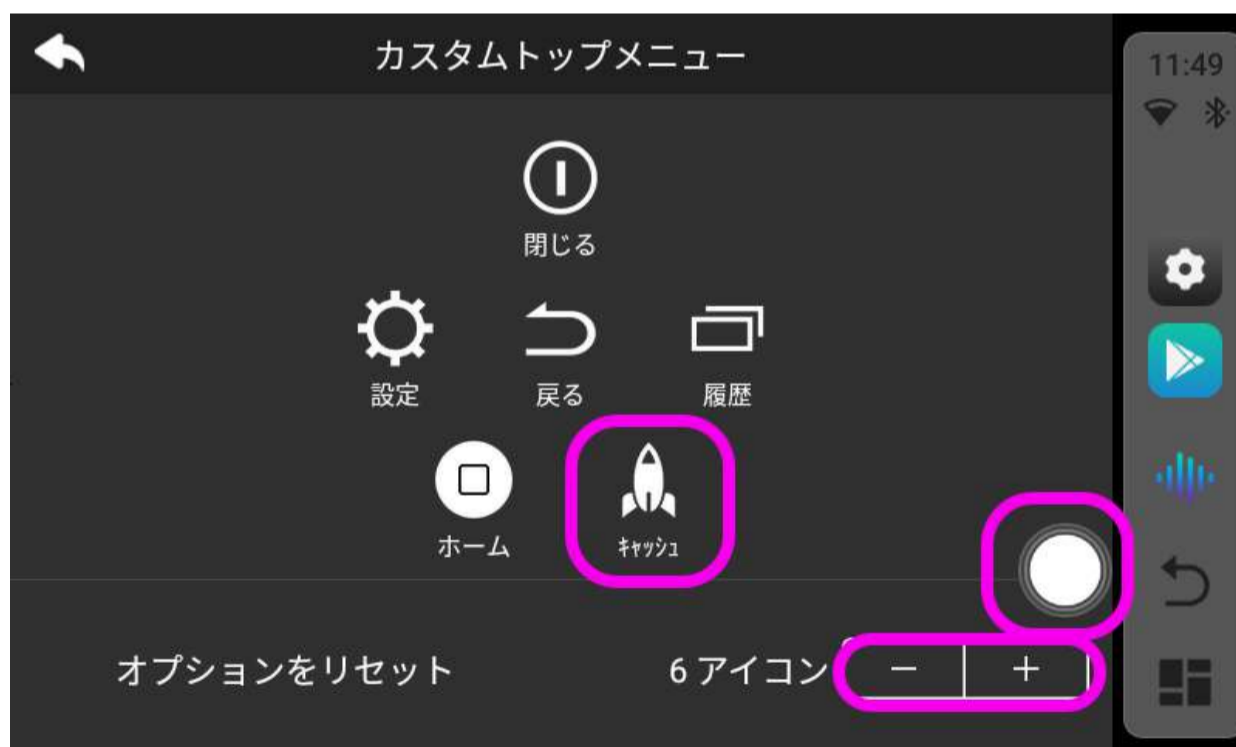 カスタムトップメニュー
11:49
閉じる
設定 戻る 履歴
ホーム ｷｬｯｼｭ
オプションをリセット 6 アイコン − +